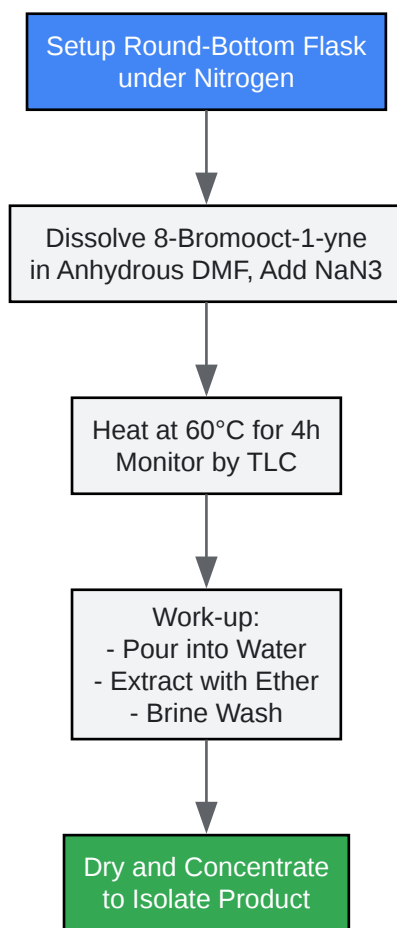 Setup Round-Bottom Flask
under Nitrogen
Dissolve 8-Bromooct-1-yne
in Anhydrous DMF, Add NaN3
Heat at 60°C for 4h
Monitor by TLC
Work-up:
- Pour into Water
- Extract with Ether
- Brine Wash
Dry and Concentrate
to Isolate Product